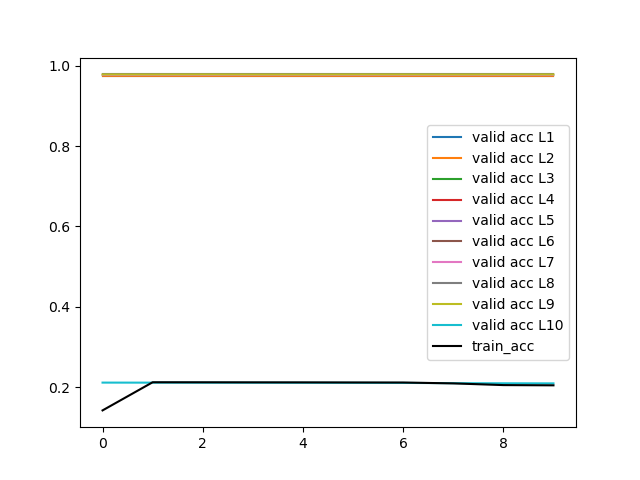 1.0
0.8
0.6
0.4
0.2
0 2 4 6 8
valid acc L1
valid acc L2
valid acc L3
valid acc L4
valid acc L5
valid acc L6
valid acc L7
valid acc L8
valid acc L9
valid acc L10
train_acc